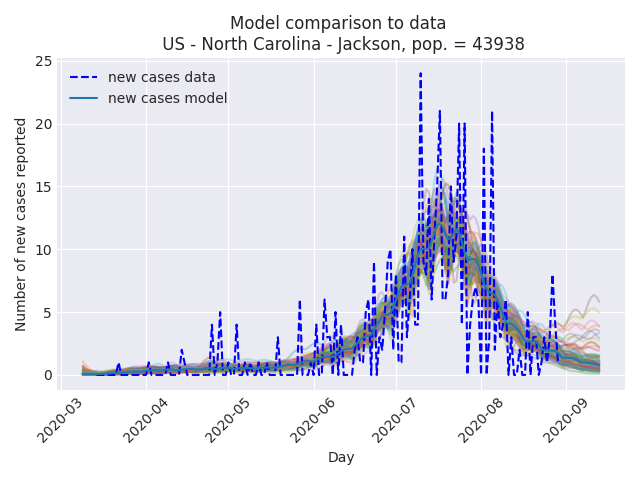 Model comparison to data
US - North Carolina - Jackson, pop. = 43938
new cases data
new cases model
Number of new cases reported
25
20
15
10
5
0
2020-03
2020-04
2020-05
2020-06
2020-07
2020-08
2020-09
Day